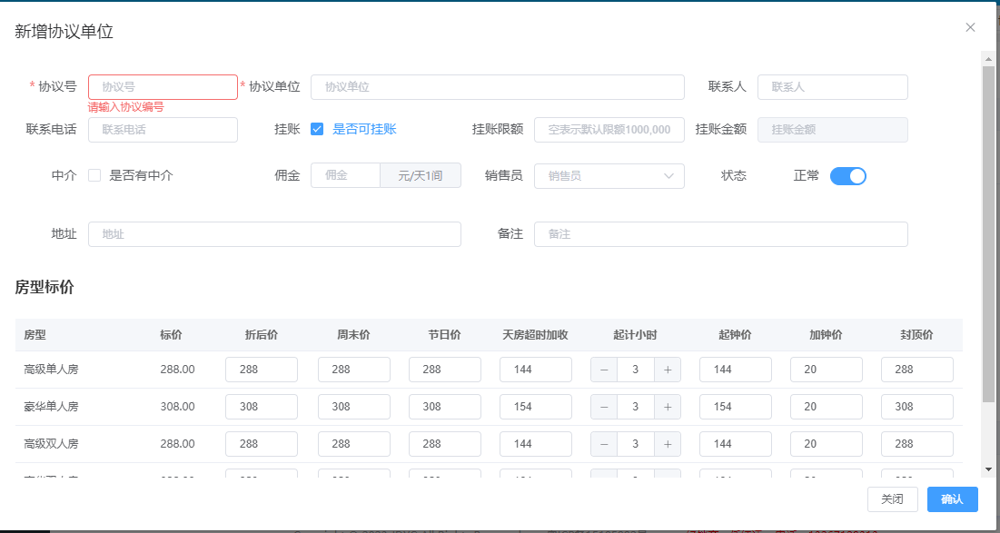 新增协议单位
* 协议号 协议号 * 协议单位 协议单位 联系人 联系人
请输入协议编号
联系电话 联系电话 挂账 是否可挂账 挂账限额 空表示默认限额1000,000 挂账金额 挂账金额
中介 是否有中介 佣金 佣金 元/天1间 销售员 销售员 状态 正常
地址 地址 备注 备注
房型标价
房型 标价 折后价 周末价 节日价 天房超时加收 起计小时 起钟价 加钟价 封顶价
高级单人房 288.00 288 288 288 144 － 3 + 144 20 288
豪华单人房 308.00 308 308 308 154 － 3 + 154 20 308
高级双人房 288.00 288 288 288 144 － 3 + 144 20 288
关闭 确认